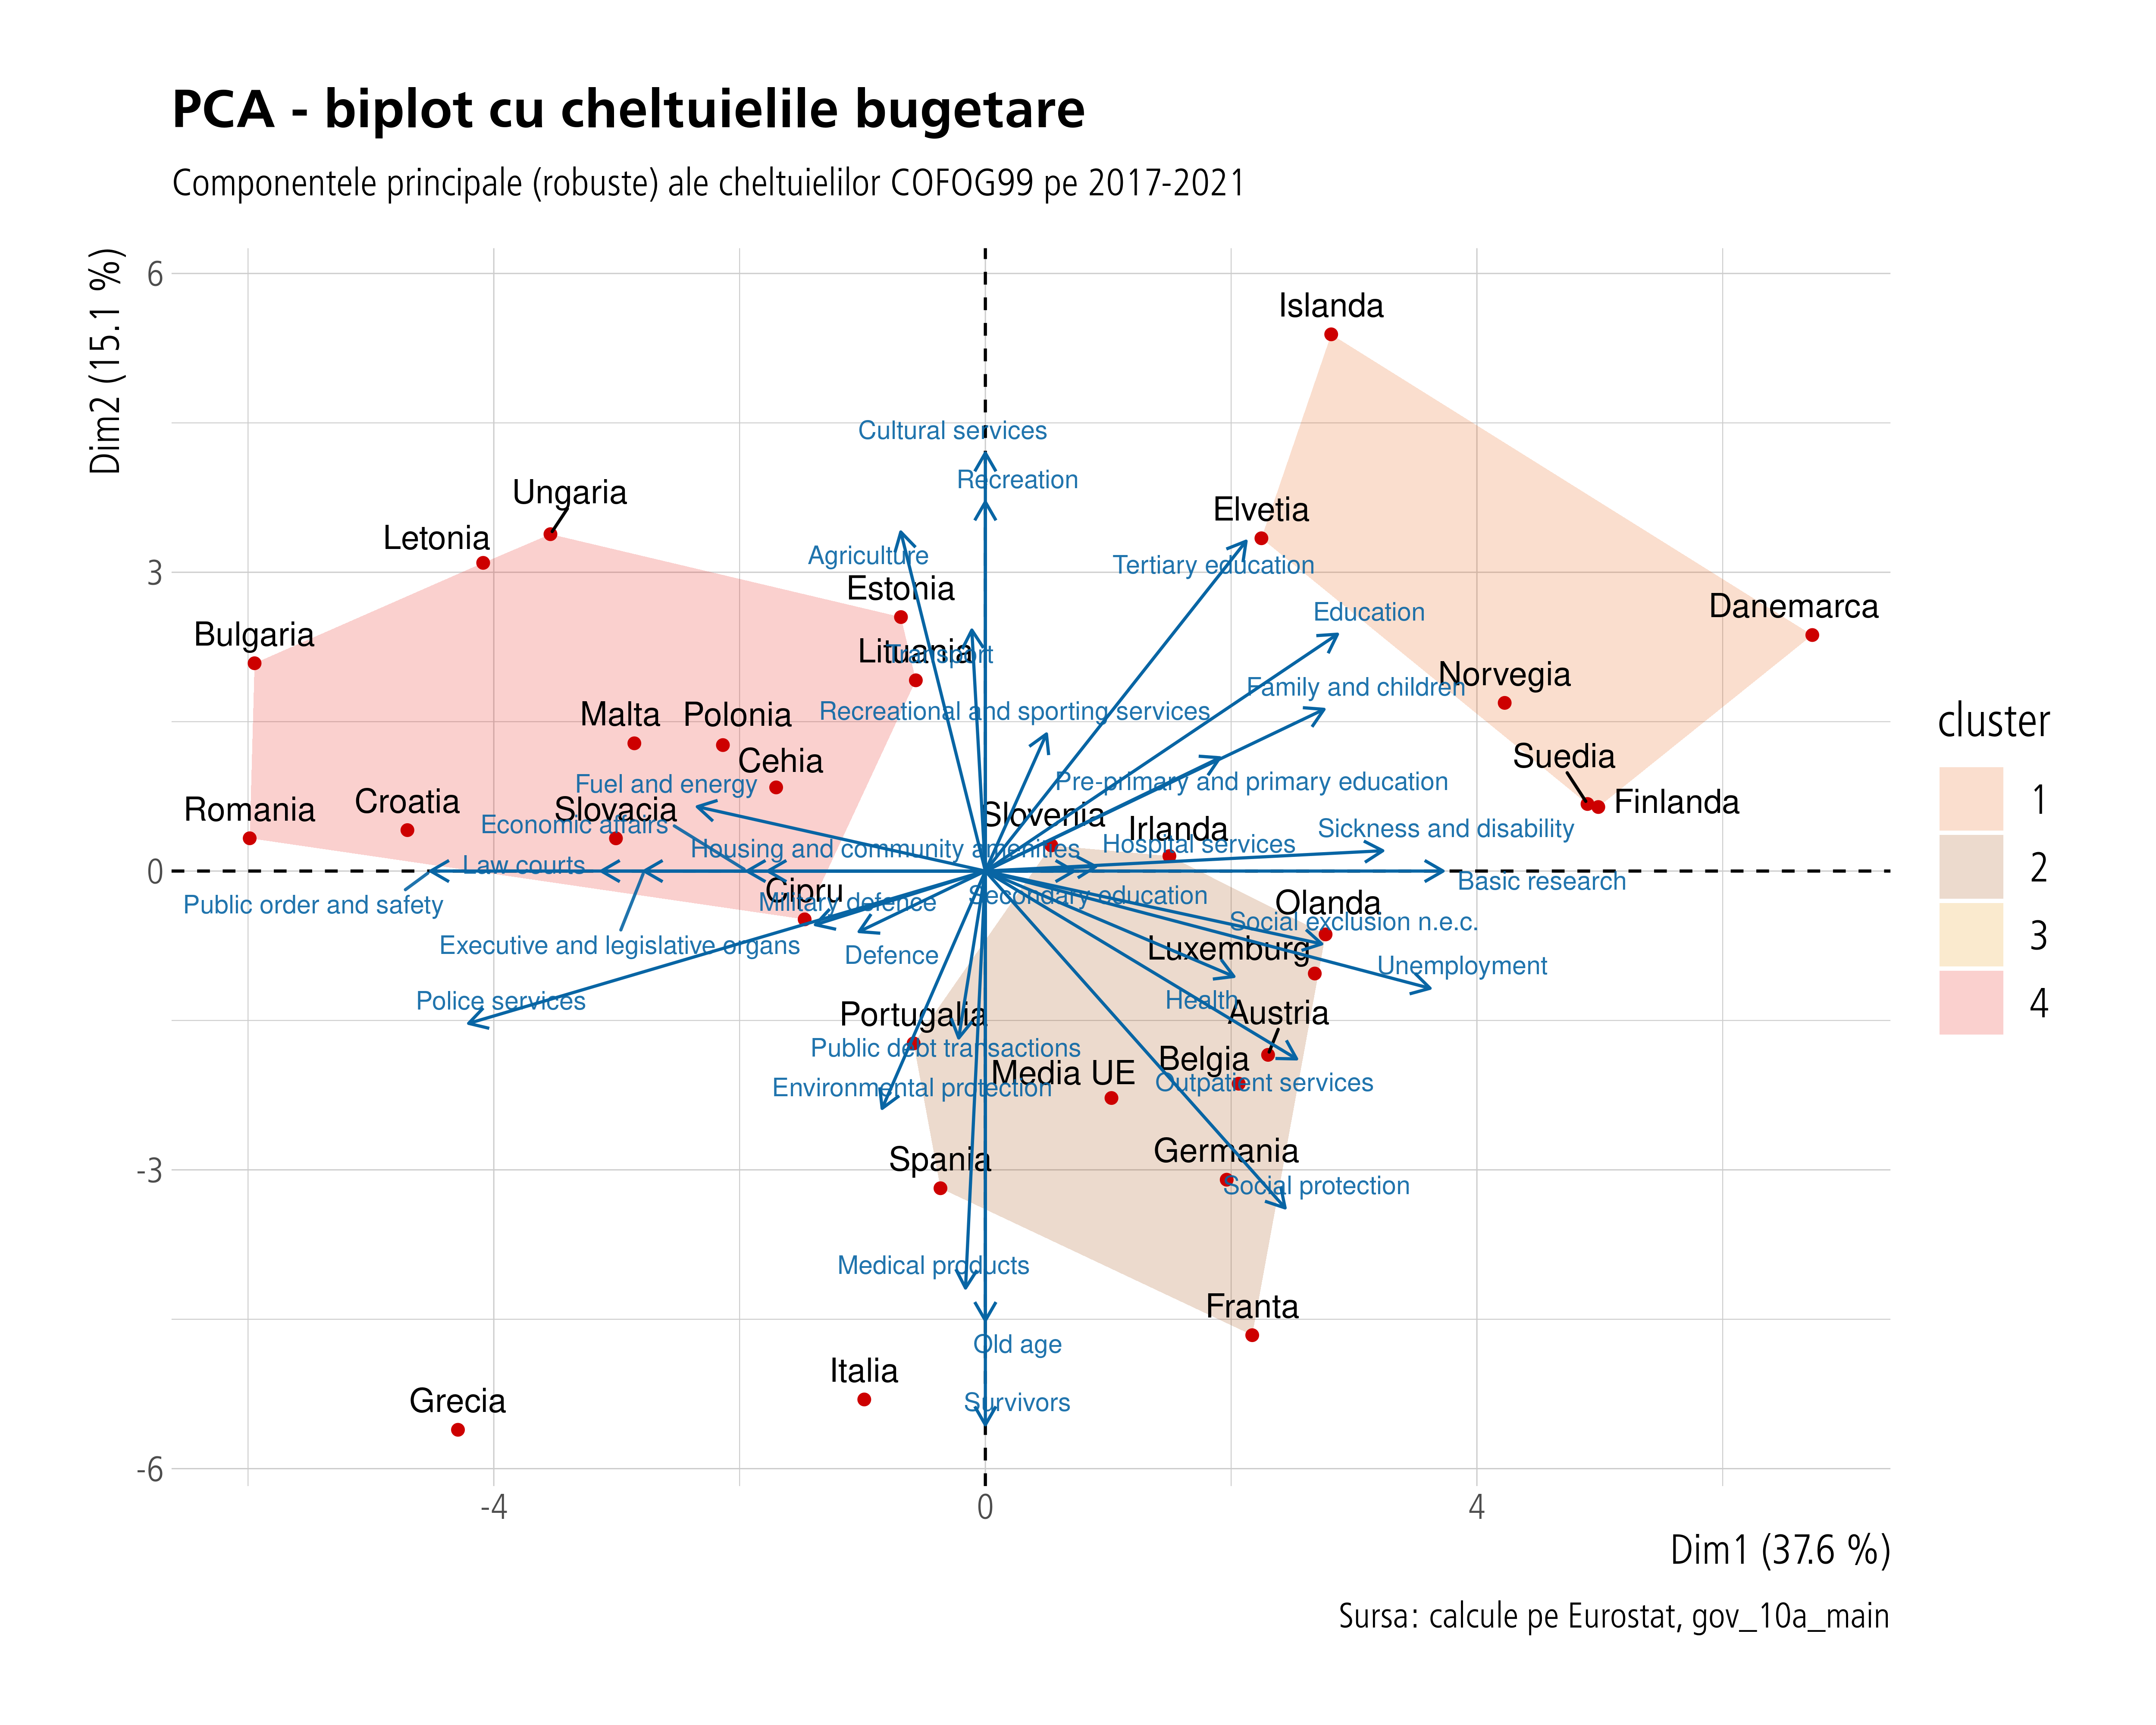 PCA - biplot cu cheltuielile bugetare
Componentele principale (robuste) ale cheltuielilor COFOG99 pe 2017-2021
Dim2 (15.1 %)
6
3
0
-3
-6
Islanda
Cultural services
Recreation
Ungaria
Elvetia
Letonia
Agriculture
Tertiary education
Estonia
Danemarca
Education
Bulgaria
Lituania
Transport
Norvegia
Family and children
Malta
Polonia
Recreational and sporting services
Suedia
Cehia
Fuel and energy
Pre-primary and primary education
Romania
Croatia
Slovacia
Slovenia
Finlanda
Economic affairs
Irlanda
Sickness and disability
Housing and community amenities
Hospital services
Law courts
Basic research
Cipru
Public order and safety
Military defence
Secondary education
Olanda
Social exclusion n.e.c.
Executive and legislative organs
Defence
Luxemburg
Unemployment
Police services
Health
Portugalia
Austria
Public debt transactions
Belgia
Media UE
Environmental protection
Outpatient services
Spania
Germania
Social protection
Medical products
Franta
Old age
Italia
Grecia
Survivors
-4
0
4
Dim1 (37.6 %)
cluster
1
2
3
4
Sursa: calcule pe Eurostat, gov_10a_main